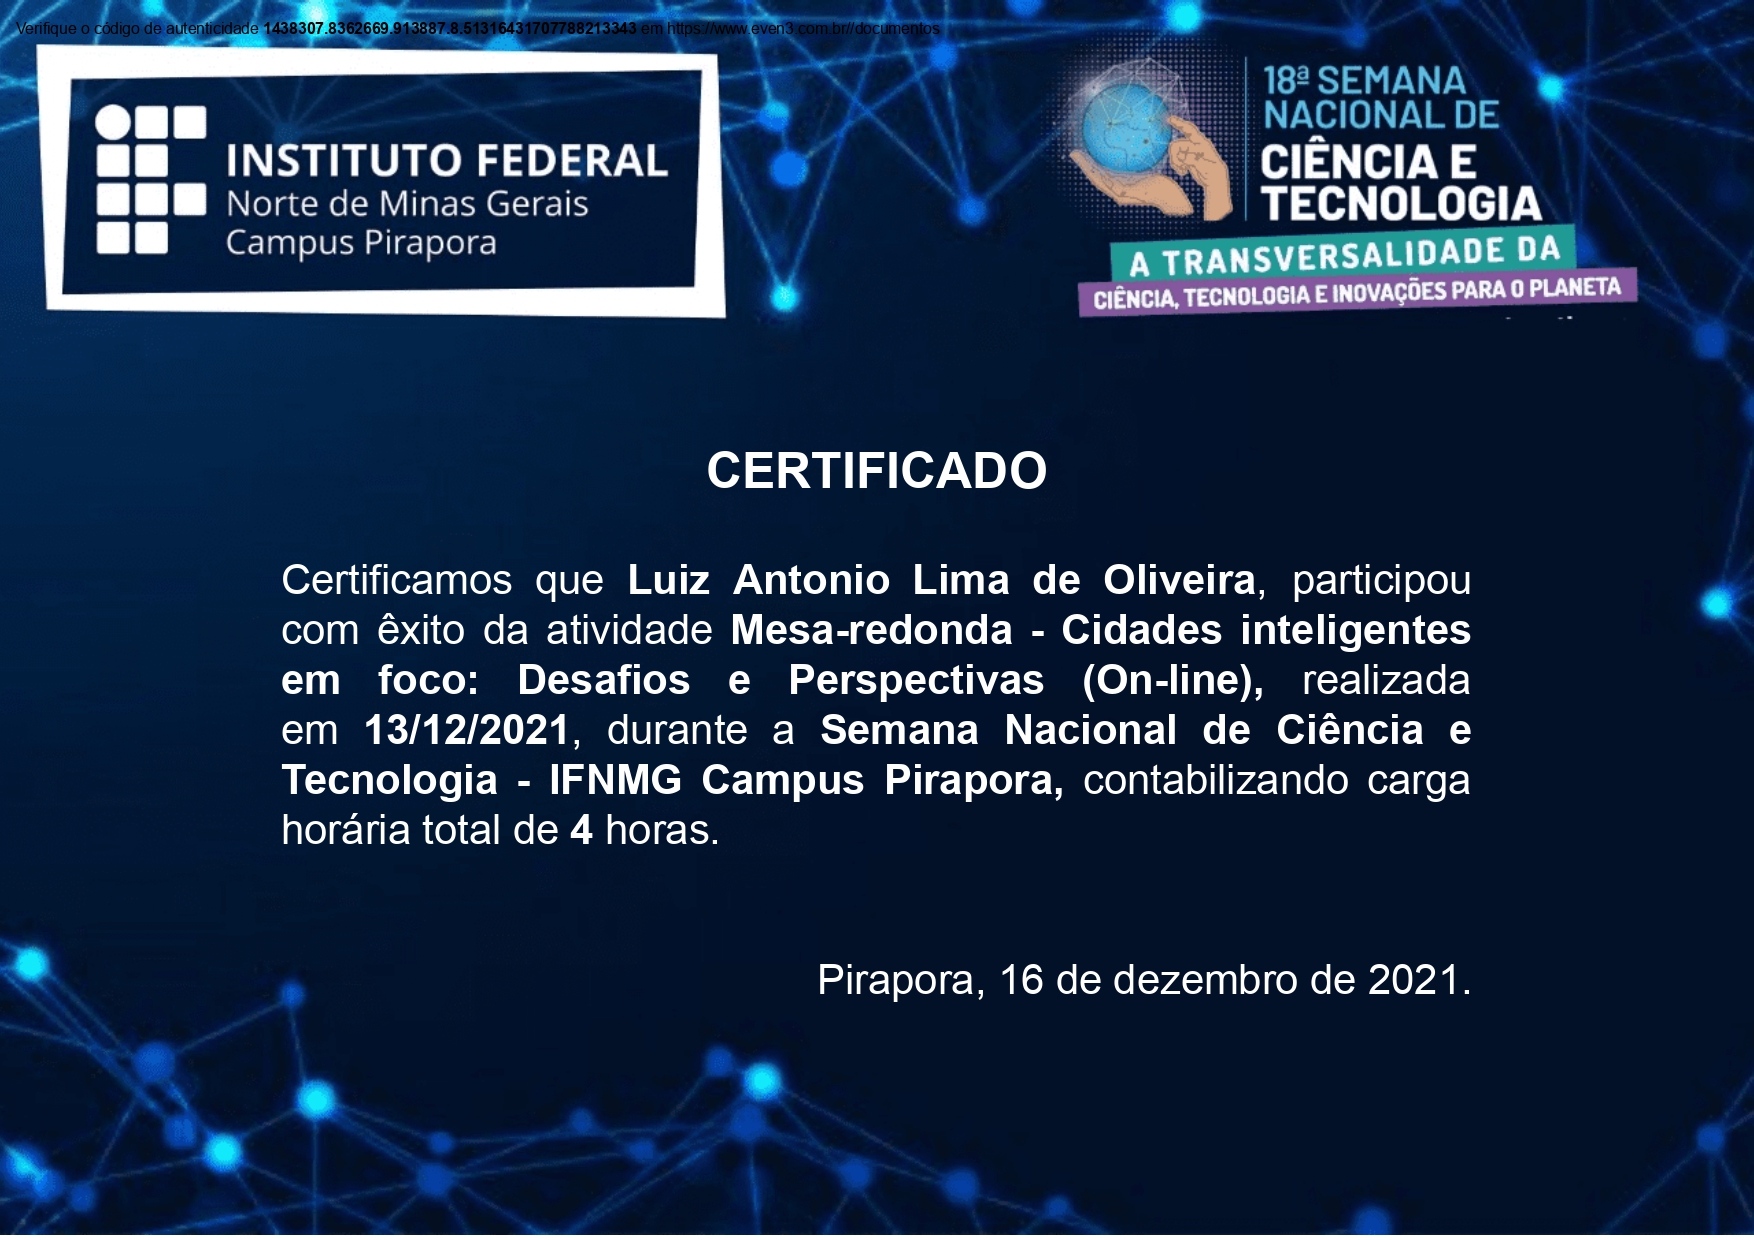 Verifique o código de autenticidade 1438307.8362669.913887.8.51316431707788213343 em https://www.even3.com.br//documentos
INSTITUTO FEDERAL
Norte de Minas Gerais
Campus Pirapora
18ª SEMANA
NACIONAL DE
CIÊNCIA E
TECNOLOGIA
A TRANSVERSALIDADE DA
CIÊNCIA, TECNOLOGIA E INOVAÇÕES PARA O PLANETA
CERTIFICADO
Certificamos que Luiz Antonio Lima de Oliveira, participou
com êxito da atividade Mesa-redonda - Cidades inteligentes
em foco: Desafios e Perspectivas (On-line), realizada
em 13/12/2021, durante a Semana Nacional de Ciência e
Tecnologia - IFNMG Campus Pirapora, contabilizando carga
horária total de 4 horas.
Pirapora, 16 de dezembro de 2021.